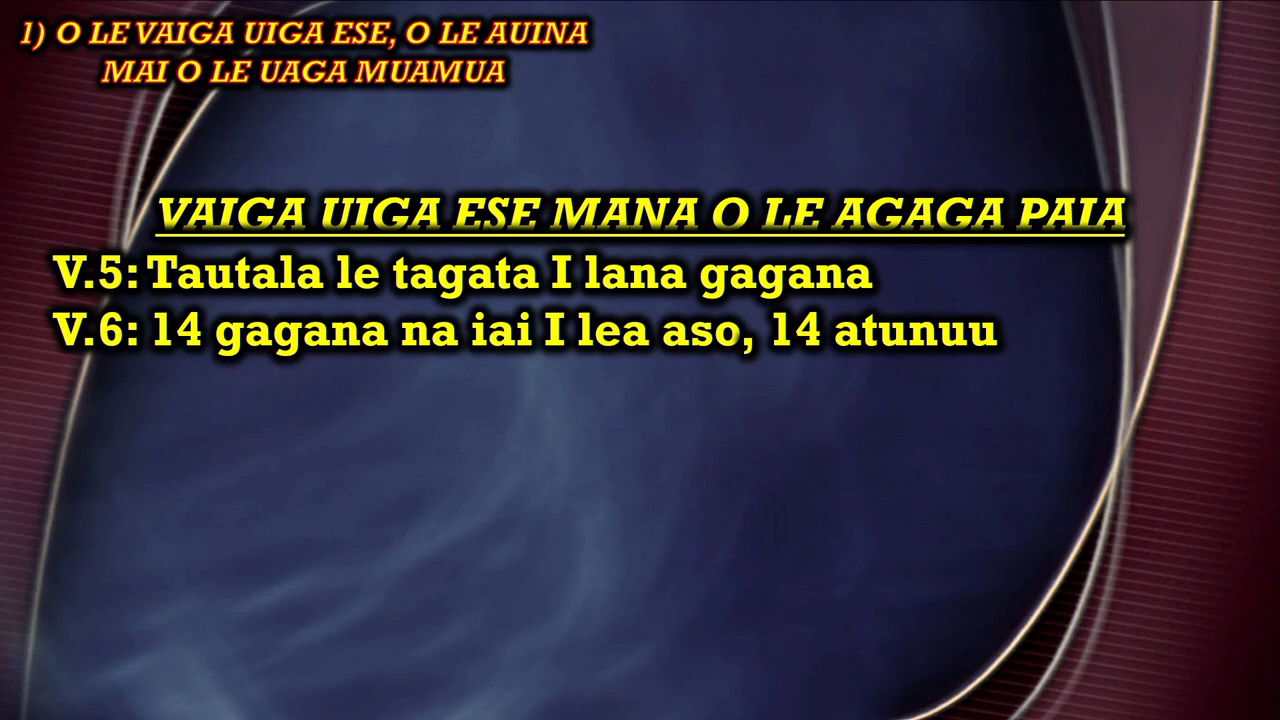 1) O LE VAIGA UIGA ESE, O LE AUINA
MAI O LE UAGA MUAMUA
VAIGA UIGA ESE MANA O LE AGAGA PAIA
V.5: Tautala le tagata I lana gagana
V.6: 14 gagana na iai I lea aso, 14 atunuu